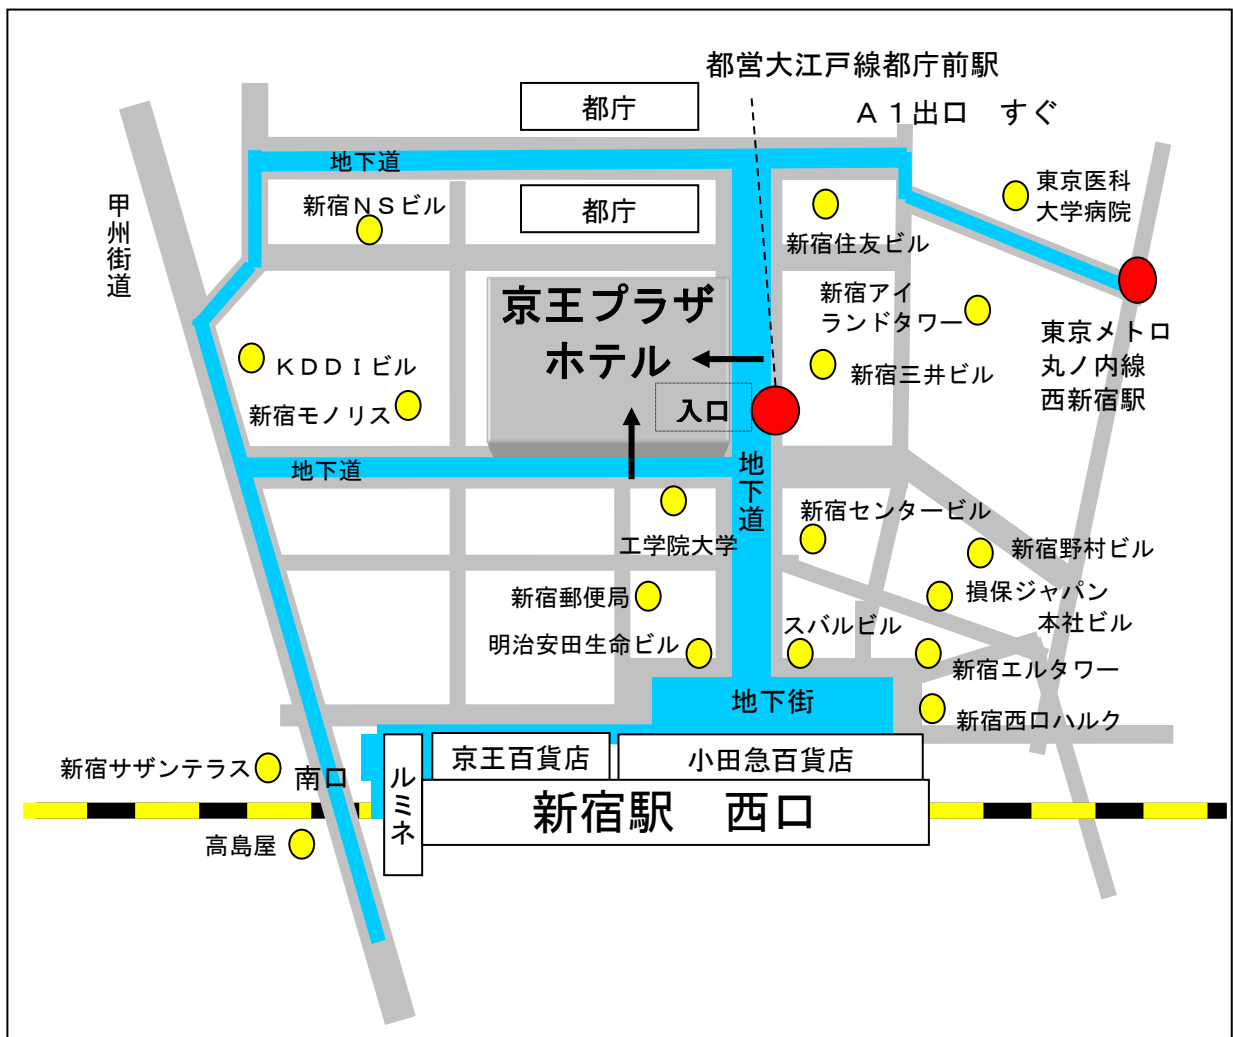 都営大江戸線都庁前駅
Ａ１出口　すぐ
都庁
地下道
東京医科
大学病院
新宿ＮＳビル
都庁
甲州街道
新宿住友ビル
京王プラザ
ホテル
新宿アイ
ランドタワー
東京メトロ
丸ノ内線
西新宿駅
ＫＤＤＩビル
新宿三井ビル
新宿モノリス
入口
地下道
地下道
新宿センタービル
工学院大学
新宿野村ビル
新宿郵便局
損保ジャパン
本社ビル
明治安田生命ビル
スバルビル
新宿エルタワー
地下街
新宿西口ハルク
新宿サザンテラス
南口
ルミネ
京王百貨店
小田急百貨店
新宿駅　西口
高島屋